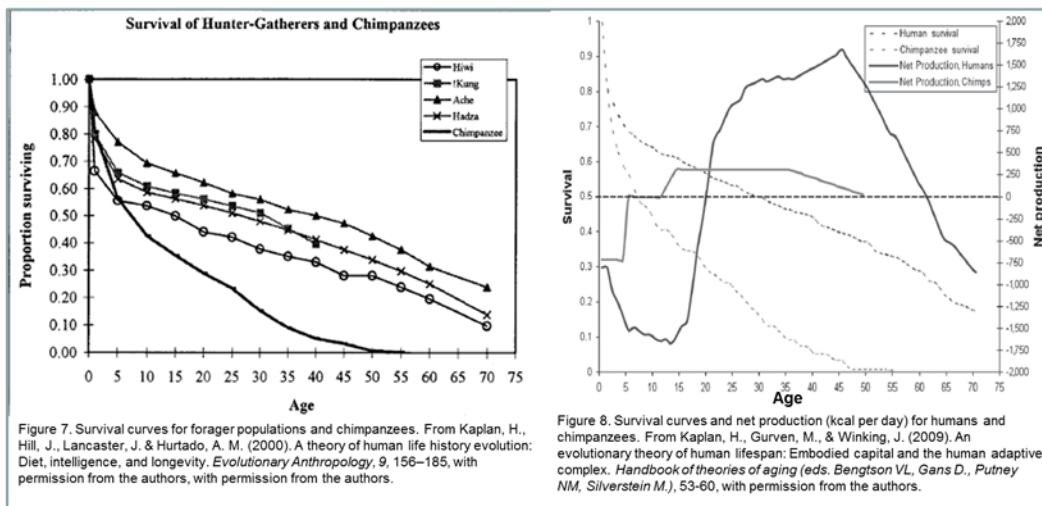 Survival of Hunter-Gatherers and Chimpanzees
Hiwi
!Kung
Ache
Hadza
Chimpanzee
1.00
0.90
0.80
0.70
0.60
0.50
0.40
0.30
0.20
0.10
0.00
Proportion surviving
0 5 10 15 20 25 30 35 40 45 50 55 60 65 70 75
Age
Figure 7. Survival curves for forager populations and chimpanzees. From Kaplan, H.,
Hill, J., Lancaster, J. & Hurtado, A. M. (2000). A theory of human life history evolution:
Diet, intelligence, and longevity. Evolutionary Anthropology, 9, 156–185, with
permission from the authors, with permission from the authors.
Human survival
Chimpanzee survival
Net Production, Humans
Net Production, Chimps
1
0.9
0.8
0.7
0.6
0.5
0.4
0.3
0.2
0.1
0
Survival
2,000
1,750
1,500
1,250
1,000
750
500
250
0
-250
-500
-750
-1,000
-1,250
-1,500
-1,750
-2,000
Net production
0 5 10 15 20 25 30 35 40 45 50 55 60 65 70 75
Age
Figure 8. Survival curves and net production (kcal per day) for humans and
chimpanzees. From Kaplan, H., Gurven, M., & Winking, J. (2009). An
evolutionary theory of human lifespan: Embodied capital and the human adaptive
complex. Handbook of theories of aging (eds. Bengtson VL, Gans D., Putney
NM, Silverstein M.), 53-60, with permission from the authors.